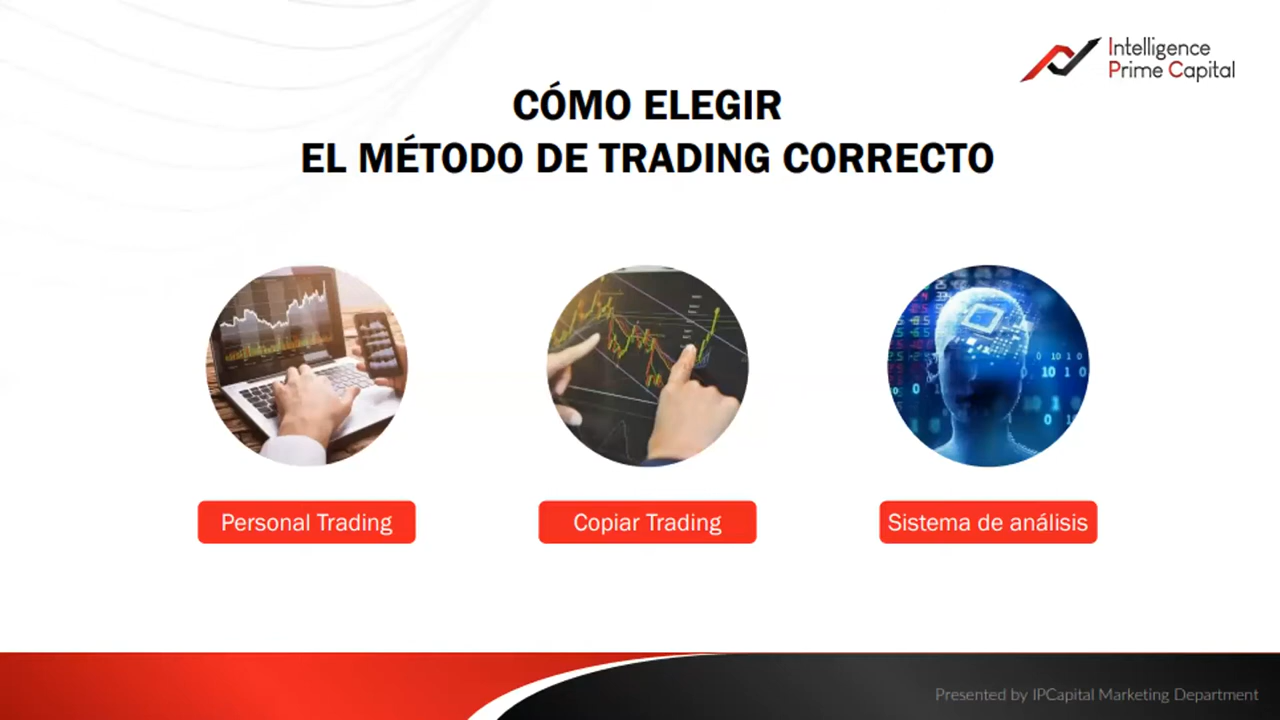 Intelligence
Prime Capital
CÓMO ELEGIR
EL MÉTODO DE TRADING CORRECTO
Personal Trading
Copiar Trading
Sistema de análisis
Presented by IPCapital Marketing Department